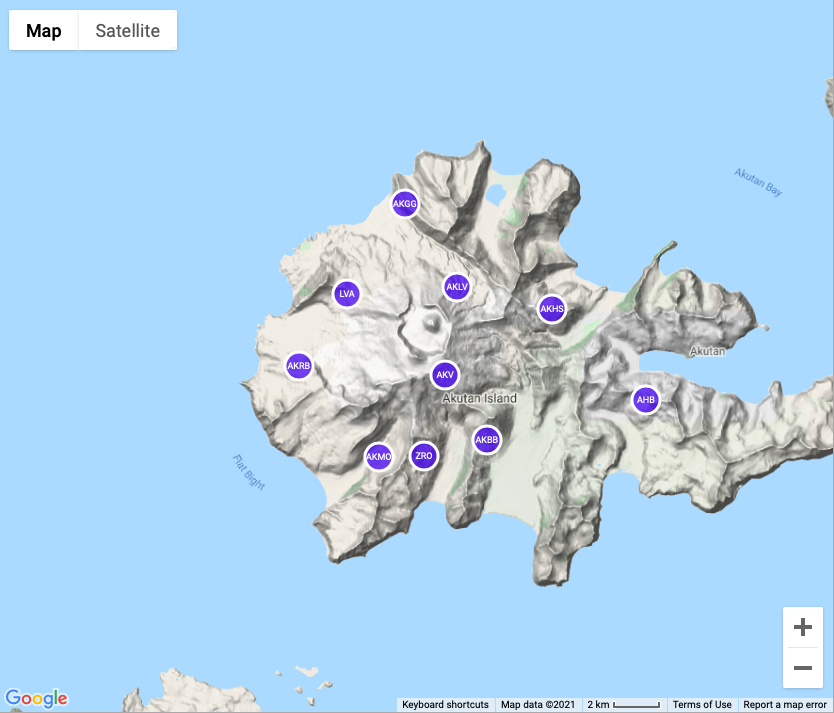 Map Satellite
Akutan Bay
AKGG
AKLV
LVA
AKHS
Akutan
AKRB
AKV
Akutan Island
AHB
AKBB
ZRO
AKMO
Flat Bight
Google
Keyboard shortcuts Map data ©2021 2 km Terms of Use Report a map error